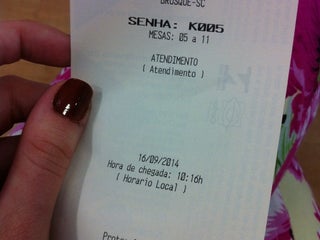 BRUSQUE-SC
SENHA: K005
MESAS: 05 a 11
ATENDIMENTO
( Atendimento )
16/09/2014
Hora de chegada: 10:16h
( Horario Local )